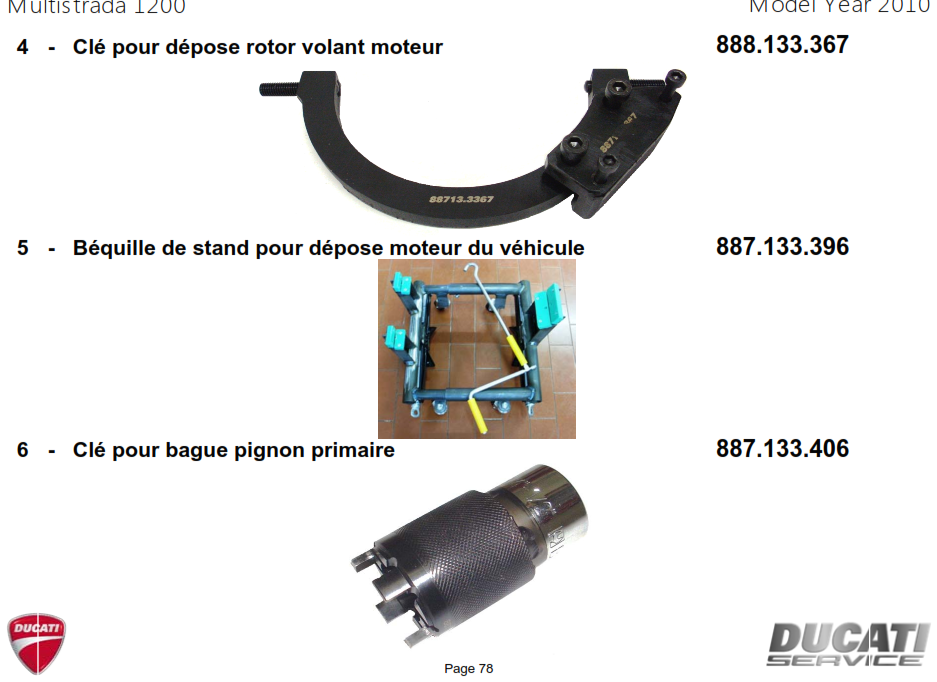 Multistrada 1200 Model Year 2010
4 - Clé pour dépose rotor volant moteur 888.133.367
88713.3367
5 - Béquille de stand pour dépose moteur du véhicule 887.133.396
6 - Clé pour bague pignon primaire 887.133.406
DUCATI
DUCATI
SERVICE
Page 78